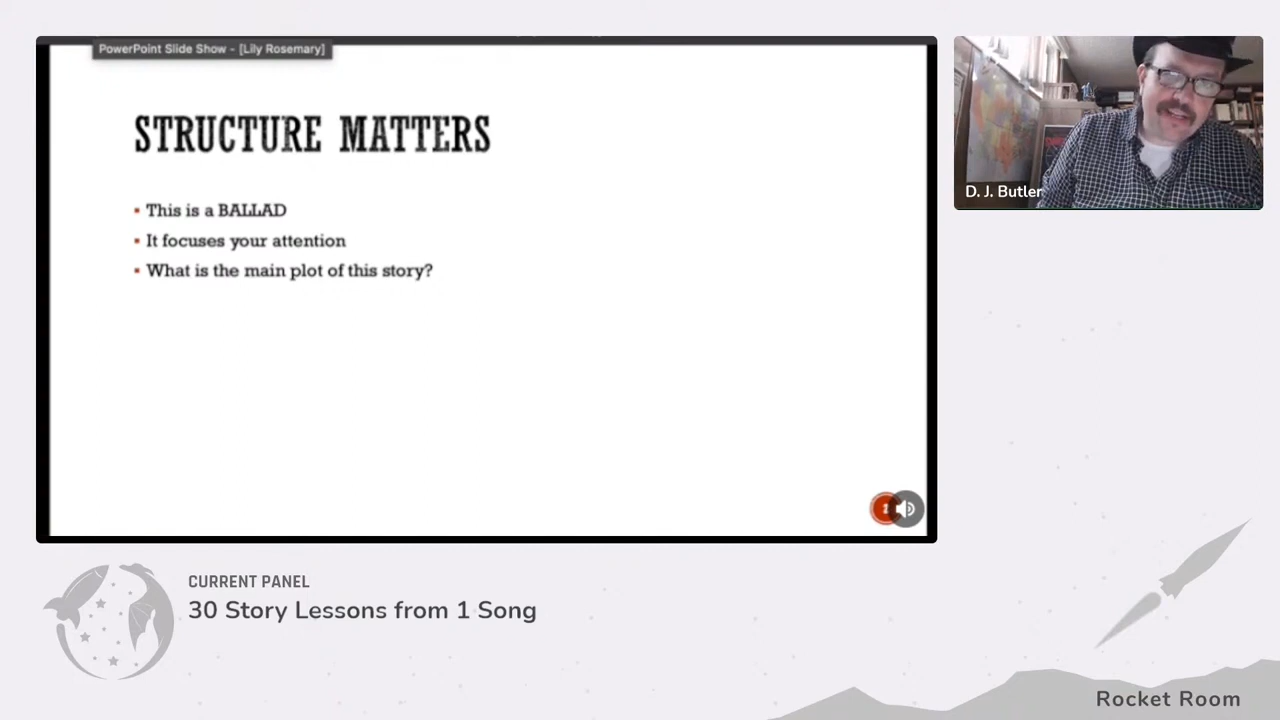 PowerPoint Slide Show - [Lily Rosemary]
STRUCTURE MATTERS
▪ This is a BALLAD
▪ It focuses your attention
▪ What is the main plot of this story?
D. J. Butler
CURRENT PANEL
30 Story Lessons from 1 Song
Rocket Room